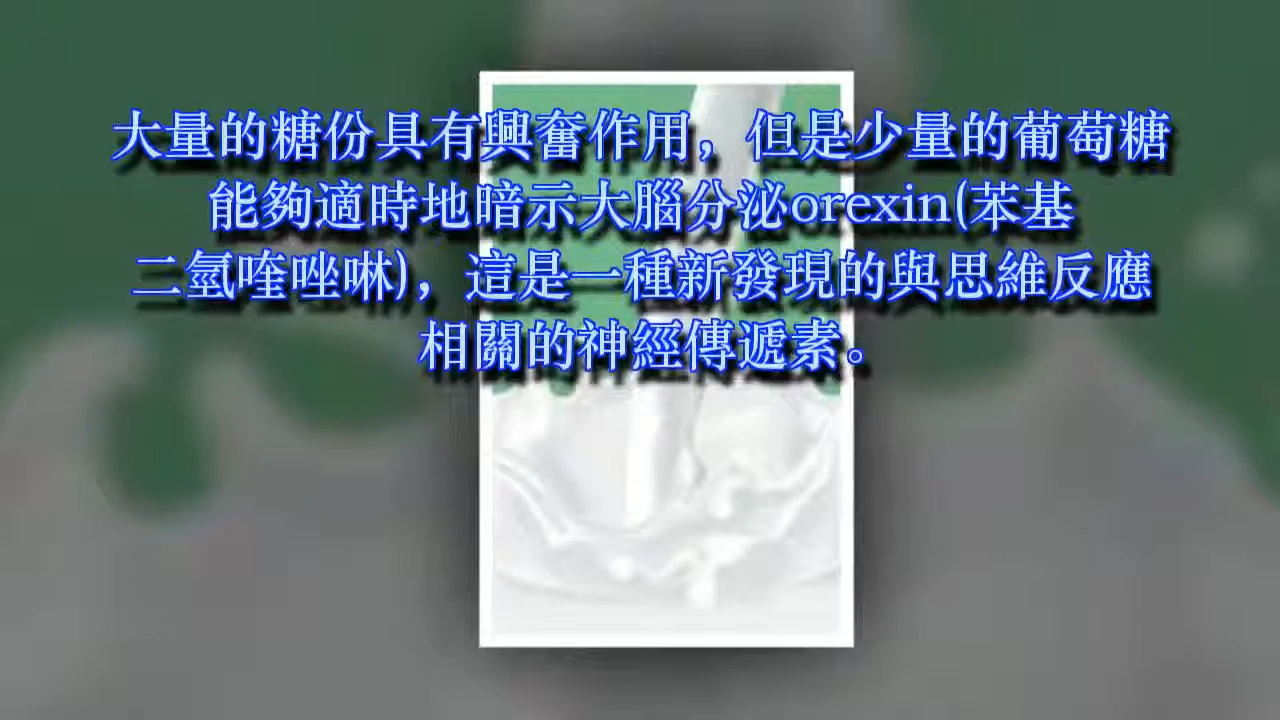 大量的糖份具有興奮作用，但是少量的葡萄糖
能夠適時地暗示大腦分泌orexin(苯基
二氫喹唑啉)，這是一種新發現的與思維反應
相關的神經傳遞素。